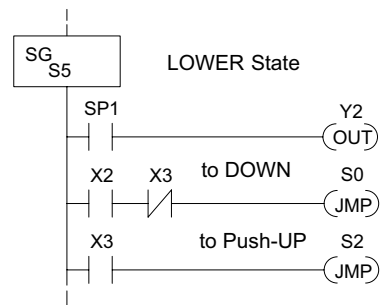 SG
S5
LOWER State
SP1
Y2
OUT
X2
X3
to DOWN
S0
JMP
X3
to Push-UP
S2
JMP